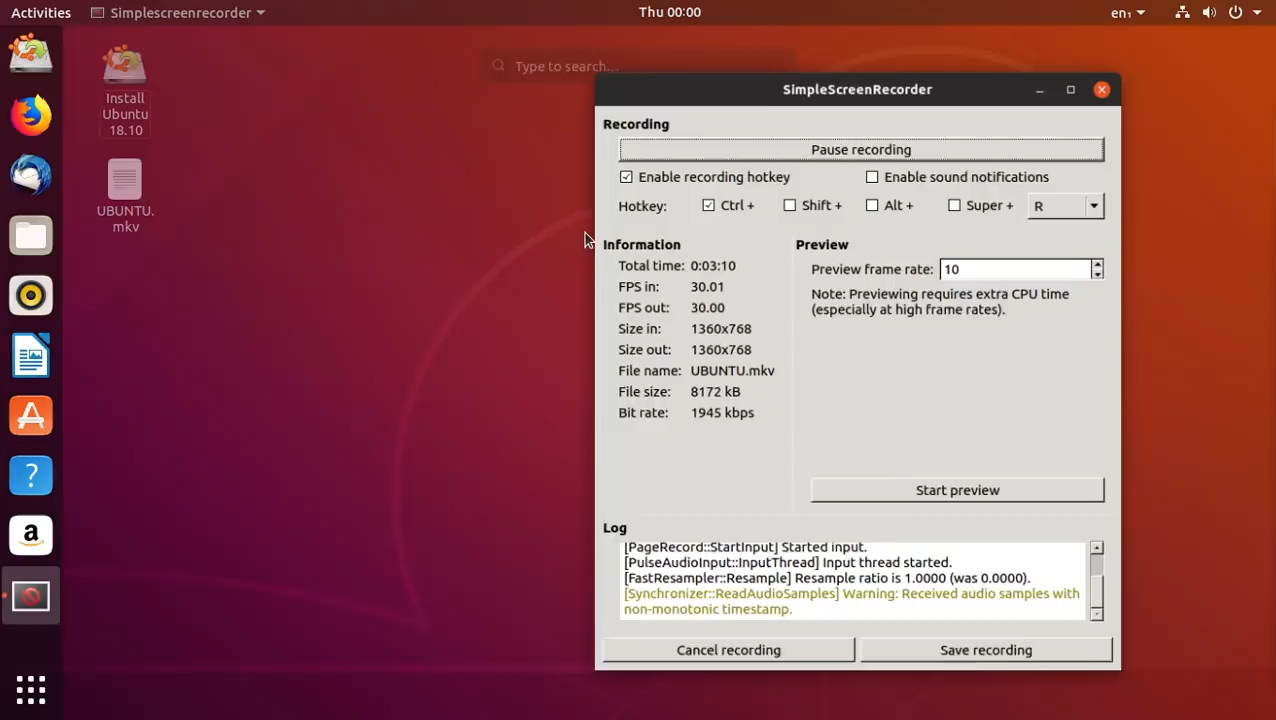 Activities
Simplescreenrecorder
Thu 00:00
en₁
Type to search...
Install
Ubuntu
18.10
UBUNTU.
mkv
SimpleScreenRecorder
Recording
Pause recording
Enable recording hotkey
Enable sound notifications
Hotkey: Ctrl + Shift + Alt + Super + R
Information
Total time: 0:03:10
FPS in: 30.01
FPS out: 30.00
Size in: 1360x768
Size out: 1360x768
File name: UBUNTU.mkv
File size: 8172 kB
Bit rate: 1945 kbps
Preview
Preview frame rate: 10
Note: Previewing requires extra CPU time
(especially at high frame rates).
Start preview
Log
[PageRecord::StartInput] Started input.
[PulseAudioInput::InputThread] Input thread started.
[FastResampler::Resample] Resample ratio is 1.0000 (was 0.0000).
[Synchronizer::ReadAudioSamples] Warning: Received audio samples with
non-monotonic timestamp.
Cancel recording
Save recording
?
a